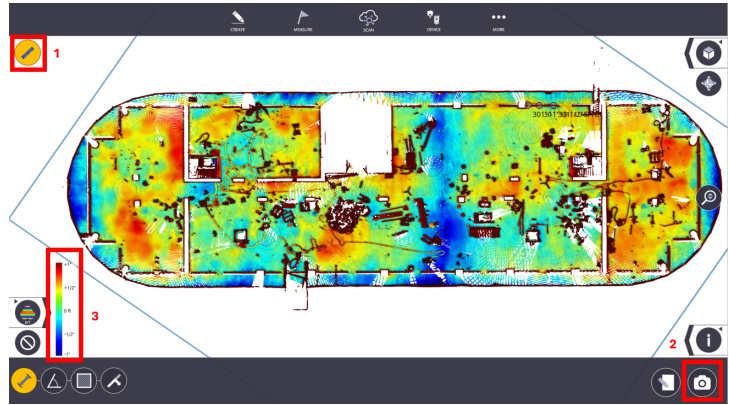 CREATE
MEASURE
SCAN
DEVICE
MORE
1
+1"
+1/2"
0 ft
-1/2"
-1"
3
2